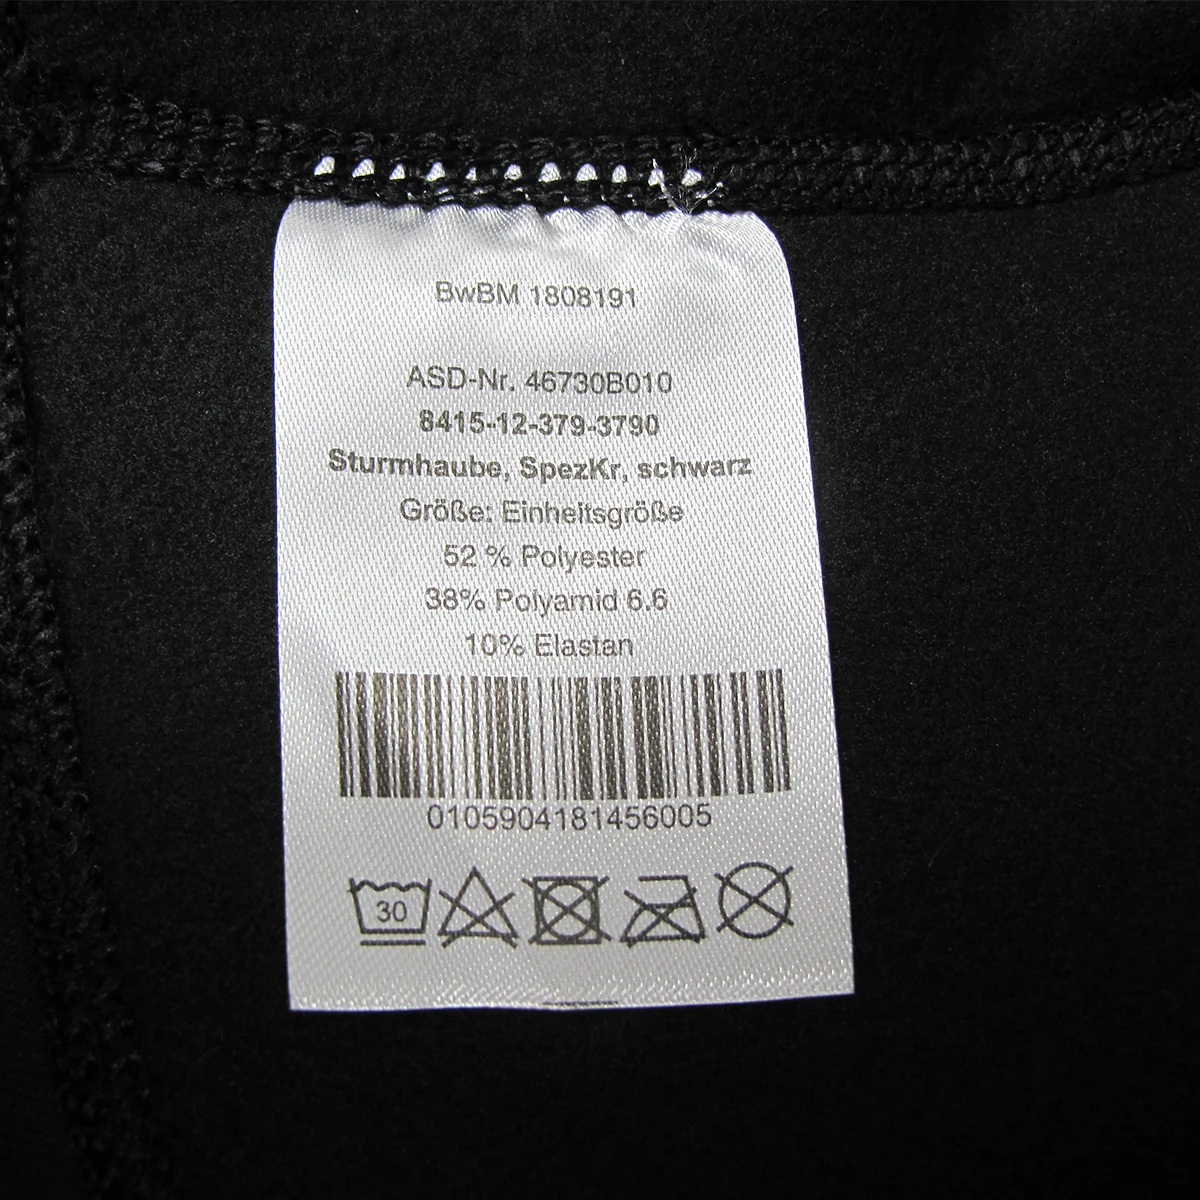 BwBM 1808191
ASD-Nr. 46730B010
8415-12-379-3790
Sturmhaube, SpezKr, schwarz
Größe: Einheitsgröße
52 % Polyester
38% Polyamid 6.6
10% Elastan
0105904181456005
30